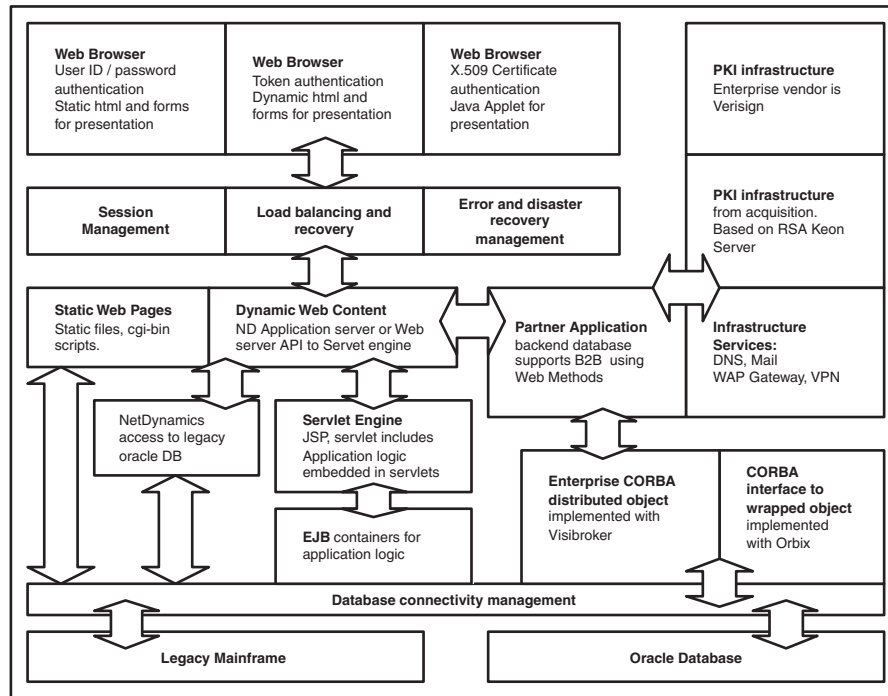 Web Browser
User ID / password
authentication
Static html and forms
for presentation
Web Browser
Token authentication
Dynamic html and
forms for presentation
Web Browser
X.509 Certificate
authentication
Java Applet for
presentation
PKI infrastructure
Enterprise vendor is
Verisign
Session
Management
Load balancing and
recovery
Error and disaster
recovery
management
PKI infrastructure
from acquisition.
Based on RSA Keon
Server
Static Web Pages
Static files, cgi-bin
scripts.
Dynamic Web Content
ND Application server or Web
server API to Servet engine
Partner Application
backend database
supports B2B using
Web Methods
Infrastructure
Services:
DNS, Mail
WAP Gateway, VPN
NetDynamics
access to legacy
oracle DB
Servlet Engine
JSP, servlet includes
Application logic
embedded in servlets
Enterprise CORBA
distributed object
implemented with
Visibroker
CORBA
interface to
wrapped object
implemented
with Orbix
EJB containers for
application logic
Database connectivity management
Legacy Mainframe
Oracle Database